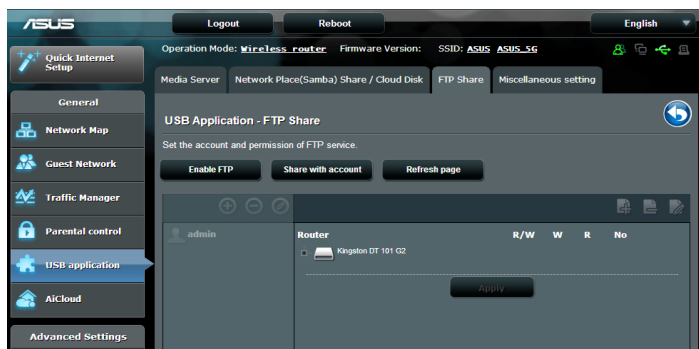 ASUS
Logout
Reboot
English
Quick Internet Setup
Operation Mode: Wireless router Firmware Version: SSID: ASUS ASUS_5G
Media Server
Network Place(Samba) Share / Cloud Disk
FTP Share
Miscellaneous setting
General
Network Map
Guest Network
Traffic Manager
Parental control
USB application
AiCloud
Advanced Settings
USB Application - FTP Share
Set the account and permission of FTP service.
Enable FTP
Share with account
Refresh page
admin
Router
R/W W R No
Kingston DT 101 G2
Apply